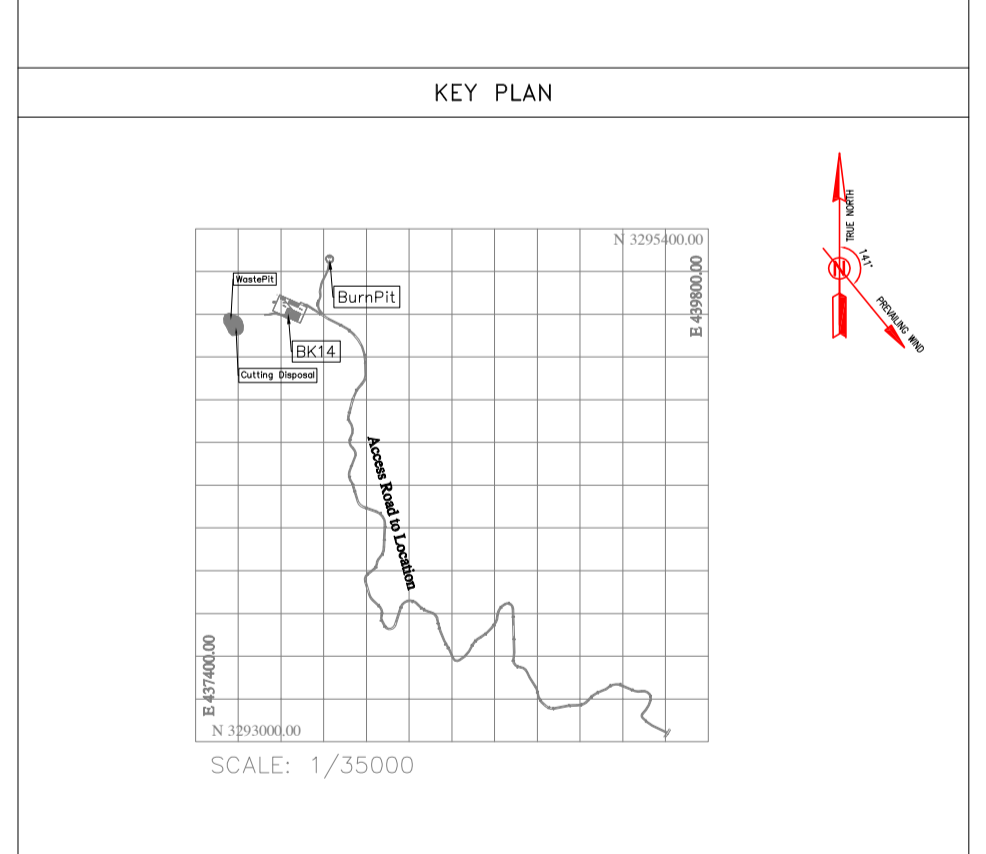 KEY PLAN
TRUE NORTH
141°
N
PREVAILING WIND
N 3295400.00
E 439800.00
WastePit
BurnPit
BK14
Cutting Disposal
Access Road to Location
E 437400.00
N 3293000.00
SCALE: 1/35000